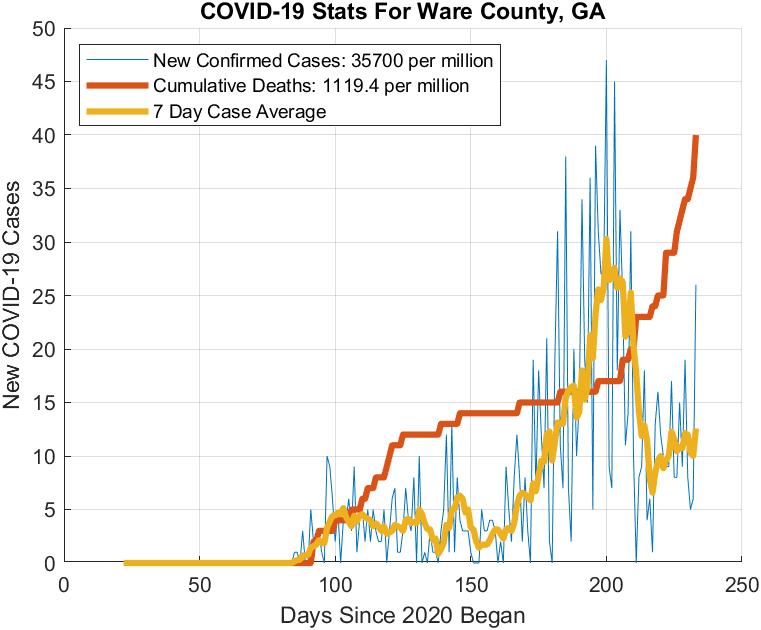 COVID-19 Stats For Ware County, GA
50
45
40
35
30
25
20
15
10
5
0
New COVID-19 Cases
New Confirmed Cases: 35700 per million
Cumulative Deaths: 1119.4 per million
7 Day Case Average
0 50 100 150 200 250
Days Since 2020 Began